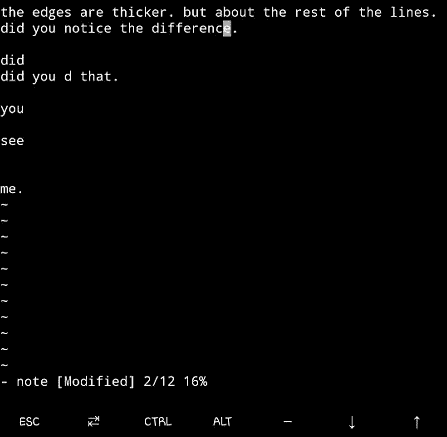 the edges are thicker. but about the rest of the lines.
did you notice the difference.
did
did you d that.
you
see
me.
~
~
~
~
~
~
~
~
~
~
~
- note [Modified] 2/12 16%
ESC ⇄ CTRL ALT — ↓ ↑